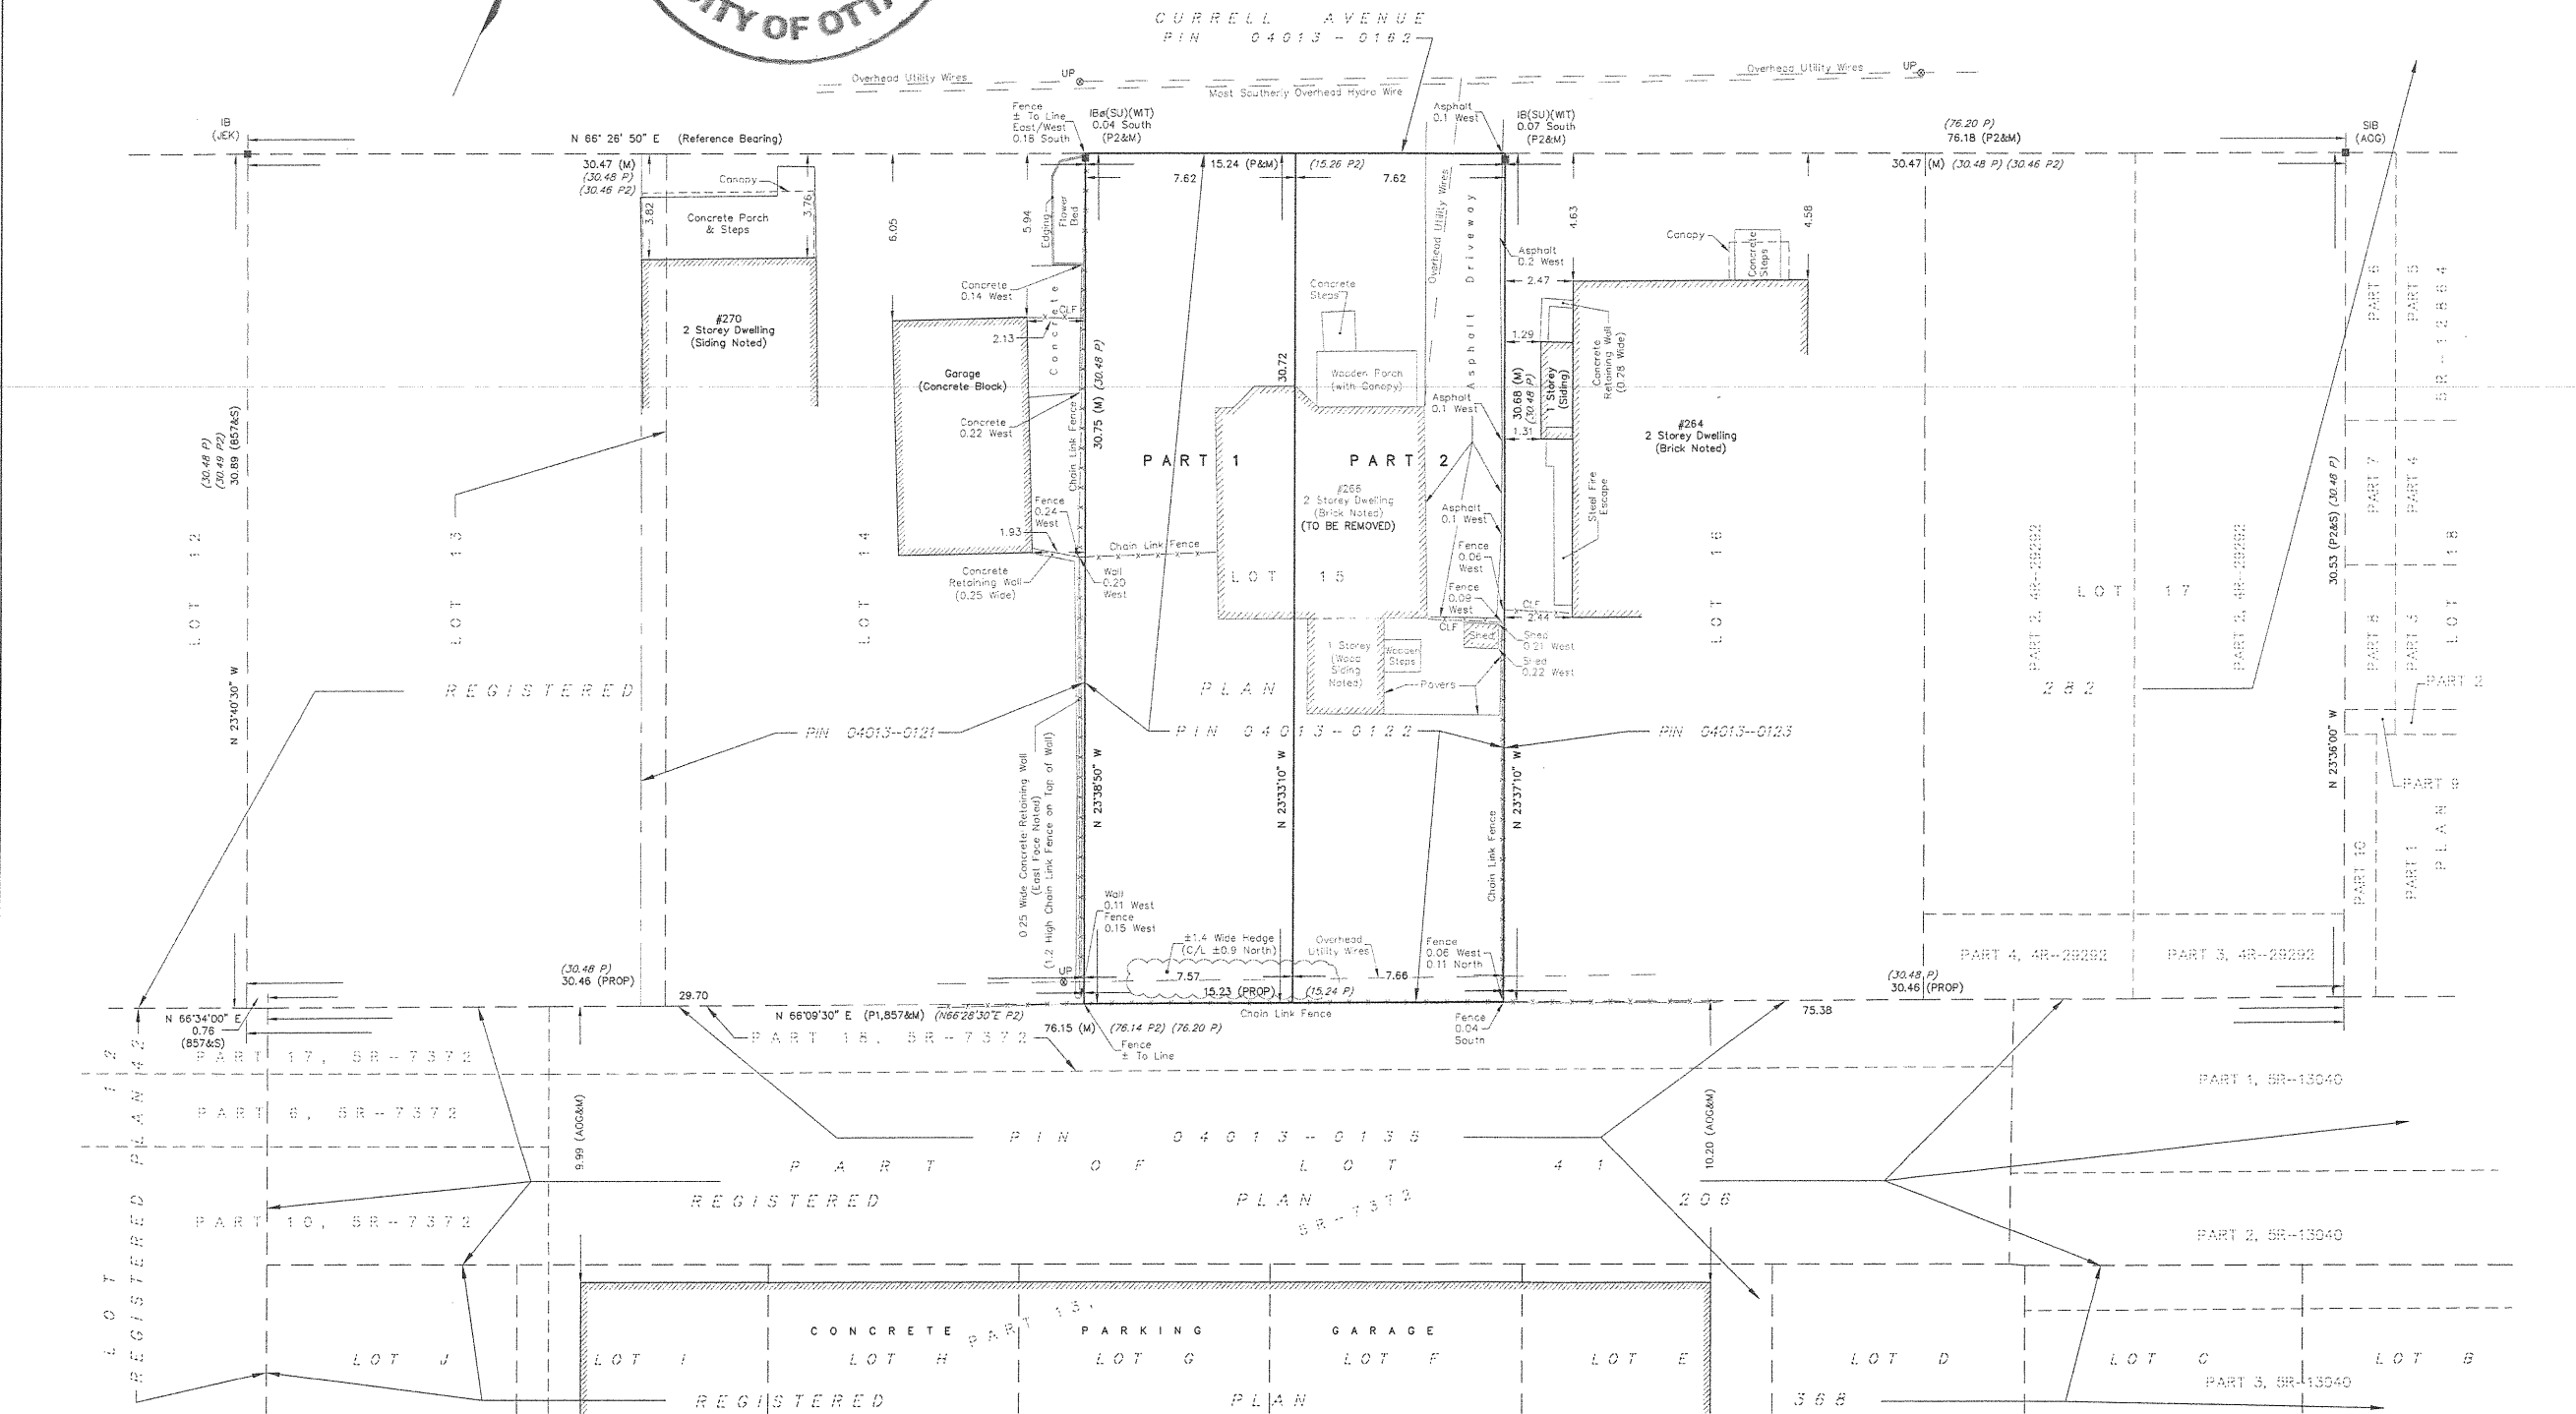 CITY OF OTTA
CURRELL AVENUE
PIN 04013-0162
Overhead Utility Wires
UP
Most Southerly Overhead Hydro Wire
Overhead Utility Wires
UP
IB
(JEK)
N 66° 26' 50" E (Reference Bearing)
30.47 (M)
(30.48 P)
(30.46 P2)
Fence
± To Line
East/West
0.18 South
IBø(SU)(WIT)
0.04 South
(P2&M)
15.24 (P&M) (15.26 P2)
7.62
7.62
Asphalt
0.1 West
IB(SU)(WIT)
0.07 South
(P2&M)
(76.20 P)
76.18 (P2&M)
30.47 (M) (30.48 P) (30.46 P2)
SIB
(AGG)
Canopy
3.82
3.76
Concrete Porch
& Steps
6.05
5.94
Edging
Flower
Bed
Overhead Utility Wires
Asphalt Driveway
4.63
4.58
Canopy
Concrete
Steps
Asphalt
0.2 West
2.47
Concrete
0.14 West
Concrete
CLF
2.13
#270
2 Storey Dwelling
(Siding Noted)
Garage
(Concrete Block)
Concrete
0.22 West
Chain Link Fence
30.75 (M) (30.48 P)
30.72
Concrete
Steps
Wooden Porch
(with Canopy)
Asphalt
0.1 West
30.68 (M)
(30.48 P)
1.29
1.31
1 Storey
(Siding)
Concrete
Retaining Wall
(0.28 Wide)
#264
2 Storey Dwelling
(Brick Noted)
PART 1
PART 2
#265
2 Storey Dwelling
(Brick Noted)
(TO BE REMOVED)
Steel Fire
Escape
(30.48 P)
(30.49 P2)
30.89 (857&S)
30.53 (P2&S) (30.48 P)
Fence
0.24
West
1.93
Chain Link Fence
Concrete
Retaining Wall
(0.25 Wide)
Wall
0.20
West
Asphalt
0.1 West
Fence
0.06
West
Fence
0.09
West
CLF
2.44
CLF
Shed
Shed
0.21 West
Shed
0.22 West
1 Storey
(Wood
Siding
Noted)
Wooden
Steps
Pavers
LOT 12
LOT 13
LOT 14
LOT 15
LOT 16
LOT 17
LOT 18
PART 2, 4R-29292
PART 2, 4R-29292
PART 6
PART 5
5R-12864
PART 7
PART 4
PART 8
PART 3
PART 2
PART 9
PART 10
PART 1
PLAN
REGISTERED
PLAN
282
PIN 04013-0121
PIN 04013-0122
PIN 04013-0123
N 23°40'30" W
N 23°38'50" W
N 23°33'10" W
N 23°37'10" W
N 23°36'00" W
0.25 Wide Concrete Retaining Wall
(East Face Noted)
(1.2 High Chain Link Fence on Top of Wall)
Chain Link Fence
Wall
0.11 West
Fence
0.15 West
±1.4 Wide Hedge
(C/L ±0.9 North)
Overhead
Utility Wires
Fence
0.06 West
0.11 North
UP
7.57
7.66
15.23 (PROP) (15.24 P)
(30.48 P)
30.46 (PROP)
(30.48 P)
30.46 (PROP)
PART 4, 4R-29292
PART 3, 4R-29292
29.70
N 66°34'00" E
0.76
(857&S)
N 66°09'30" E (P1,857&M) (N66°28'30"E P2)
76.15 (M) (76.14 P2) (76.20 P)
Chain Link Fence
Fence
± To Line
Fence
0.04
South
75.38
PART 17, 5R-7372
PART 18, 5R-7372
PART 1, 5R-13040
PART 6, 5R-7372
9.99 (AOG&M)
10.20 (AOG&M)
PIN 04013-0135
PART OF LOT 41
REGISTERED PLAN 206
5R-7372
PART 10, 5R-7372
PART 2, 5R-13040
LOT 12
REGISTERED PLAN 42
REGISTERED
PART 13,
CONCRETE PARKING GARAGE
LOT J
LOT I
LOT H
LOT G
LOT F
LOT E
LOT D
LOT C
LOT B
PART 3, 5R-13040
REGISTERED PLAN 368